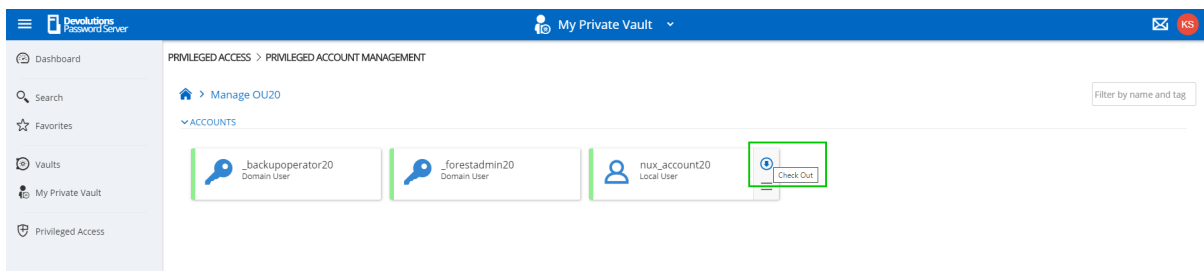 Devolutions
Password Server
My Private Vault
KS
Dashboard
PRIVILEGED ACCESS > PRIVILEGED ACCOUNT MANAGEMENT
Search
> Manage OU20
Filter by name and tag
Favorites
ACCOUNTS
Vaults
_backupoperator20
Domain User
_forestadmin20
Domain User
nux_account20
Local User
Check Out
My Private Vault
Privileged Access